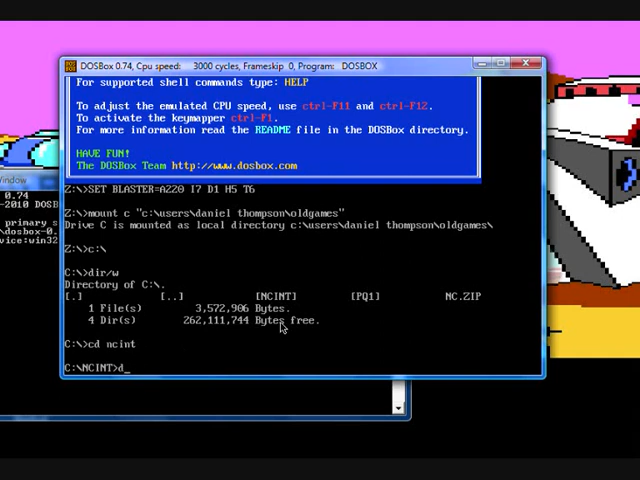 DOSBox 0.74, Cpu speed: 3000 cycles, Frameskip 0, Program: DOSBOX
For supported shell commands type: HELP
To adjust the emulated CPU speed, use ctrl-F11 and ctrl-F12.
To activate the keymapper ctrl-F1.
For more information read the README file in the DOSBox directory.
HAVE FUN!
The DOSBox Team http://www.dosbox.com
Window
Z:\>SET BLASTER=A220 I7 D1 H5 T6
0.74
-2010 DOSBox
Z:\>mount c "c:\users\daniel thompson\oldgames"
primary s
Drive C is mounted as local directory c:\users\daniel thompson\oldgames\
\dosbox-0.
vice:win32
Z:\>c:\
C:\>dir/w
Directory of C:\.
[.] [..] [NCINT] [PQ1] NC.ZIP
1 File(s) 3,572,906 Bytes.
4 Dir(s) 262,111,744 Bytes free.
C:\>cd ncint
C:\NCINT>d_